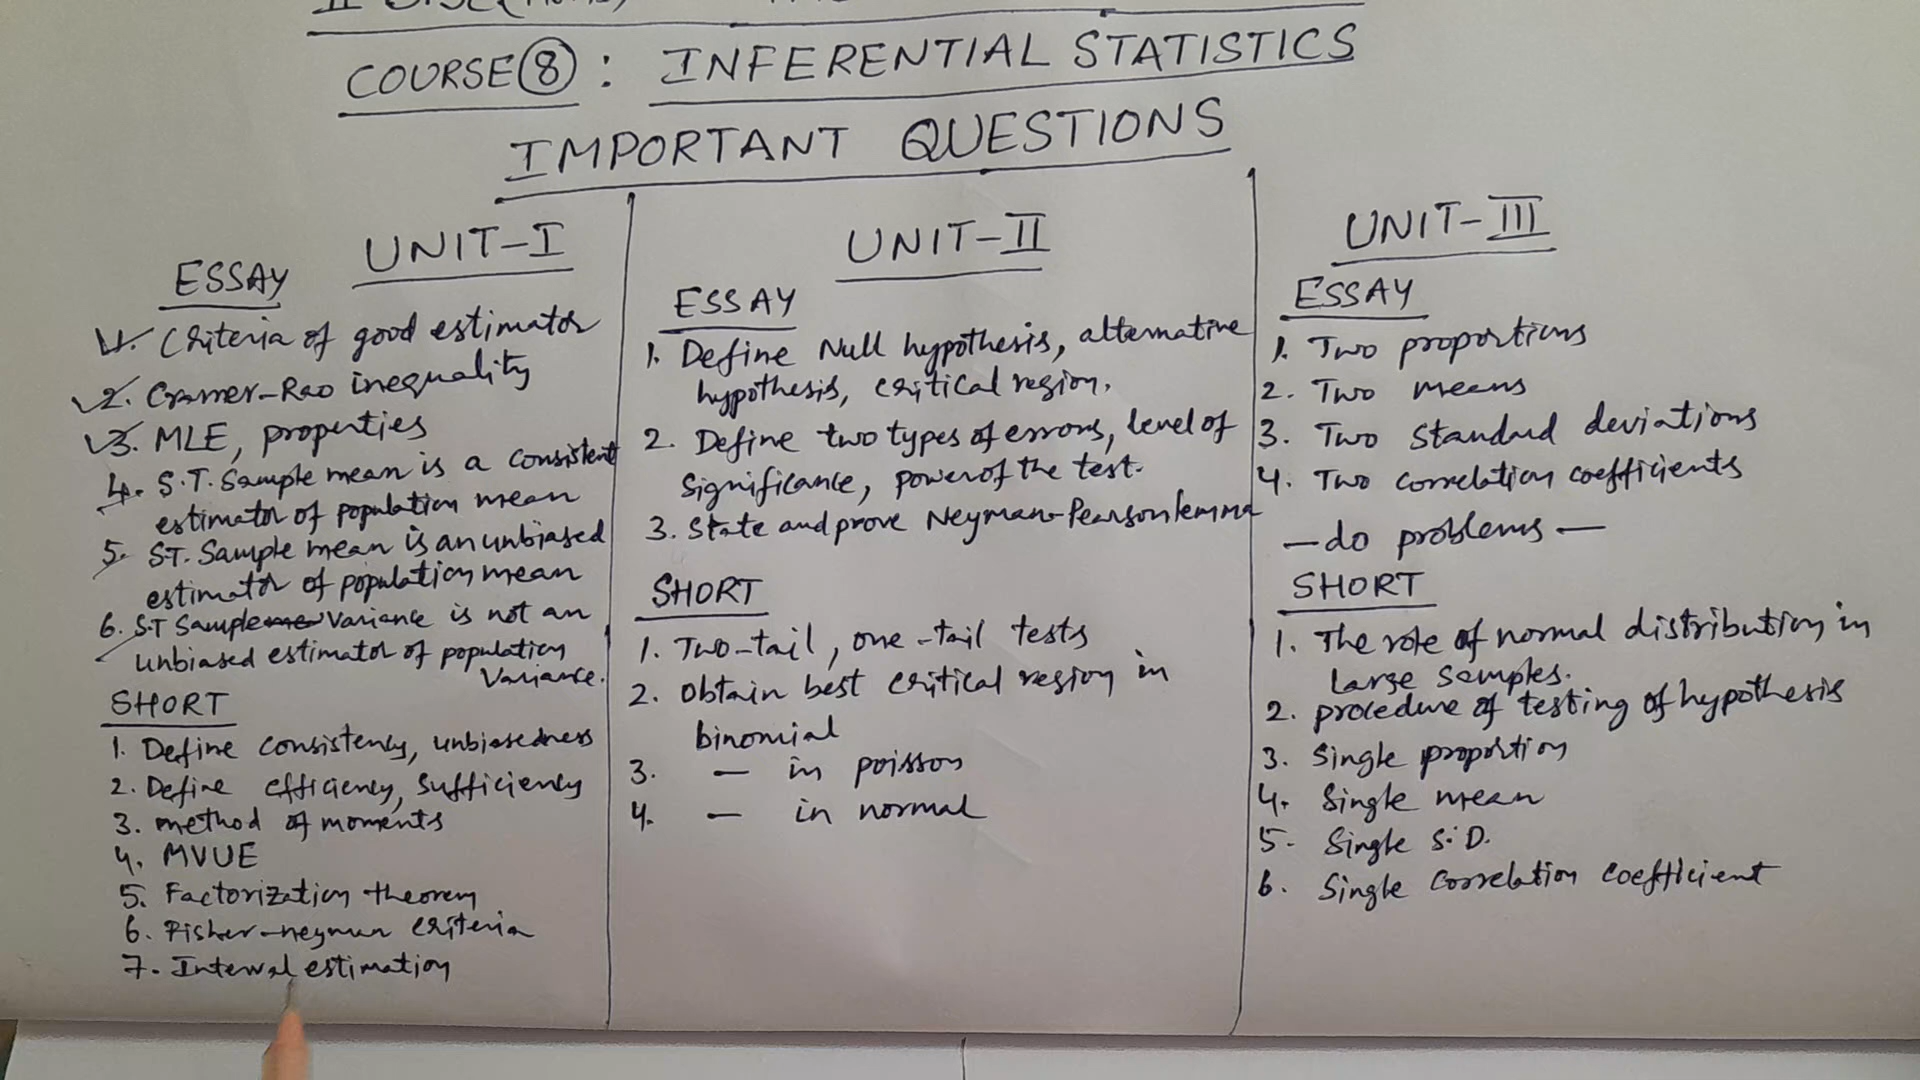 COURSE 8 : INFERENTIAL STATISTICS
IMPORTANT QUESTIONS
UNIT-I
ESSAY
1. Criteria of good estimator
2. Cramer-Rao inequality
3. MLE, properties
4. S.T. Sample mean is a consistent
estimator of population mean
5. S.T. Sample mean is an unbiased
estimator of population mean
6. S.T Sample Variance is not an
unbiased estimator of population
Variance.
SHORT
1. Define consistency, unbiasedness
2. Define efficiency, sufficiency
3. method of moments
4. MVUE
5. Factorization theorem
6. Fisher-neyman criteria
7. Interval estimation
UNIT-II
ESSAY
1. Define Null hypothesis, alternative
hypothesis, critical region.
2. Define two types of errors, level of
significance, power of the test.
3. State and prove Neyman-Pearson lemma
SHORT
1. Two-tail, one-tail tests
2. Obtain best critical region in
binomial
3. — in poisson
4. — in normal
UNIT-III
ESSAY
1. Two proportions
2. Two means
3. Two Standard deviations
4. Two correlation coefficients
—do problems—
SHORT
1. The role of normal distribution in
large samples.
2. procedure of testing of hypothesis
3. Single proportion
4. Single mean
5. Single S.D.
6. Single correlation coefficient